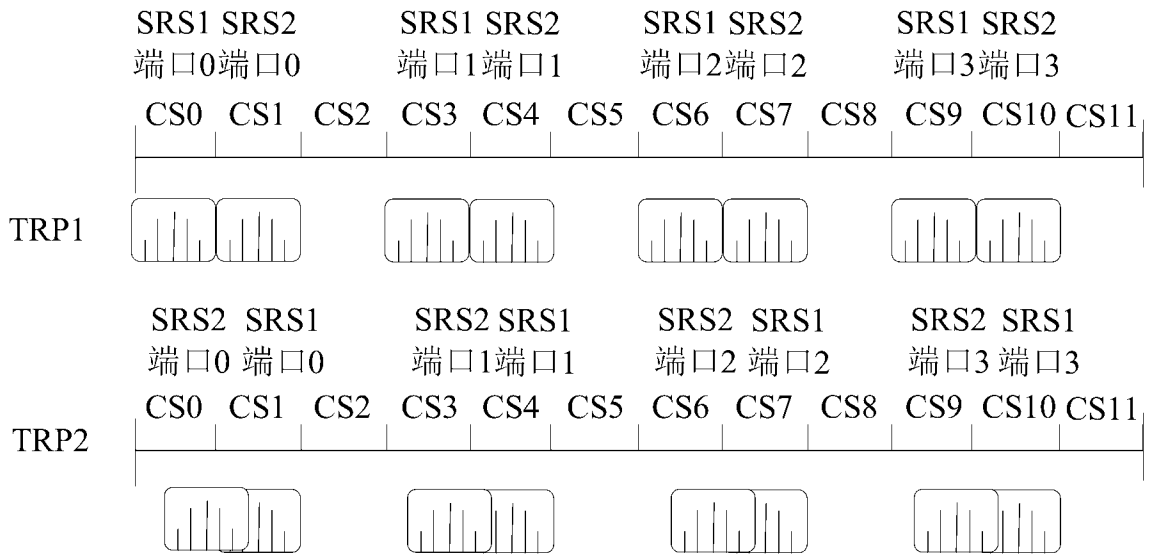 SRS1 SRS2 SRS1 SRS2 SRS1 SRS2 SRS1 SRS2
端口0 端口0 端口1 端口1 端口2 端口2 端口3 端口3
CS0 CS1 CS2 CS3 CS4 CS5 CS6 CS7 CS8 CS9 CS10 CS11
TRP1
SRS2 SRS1 SRS2 SRS1 SRS2 SRS1 SRS2 SRS1
端口0 端口0 端口1 端口1 端口2 端口2 端口3 端口3
CS0 CS1 CS2 CS3 CS4 CS5 CS6 CS7 CS8 CS9 CS10 CS11
TRP2